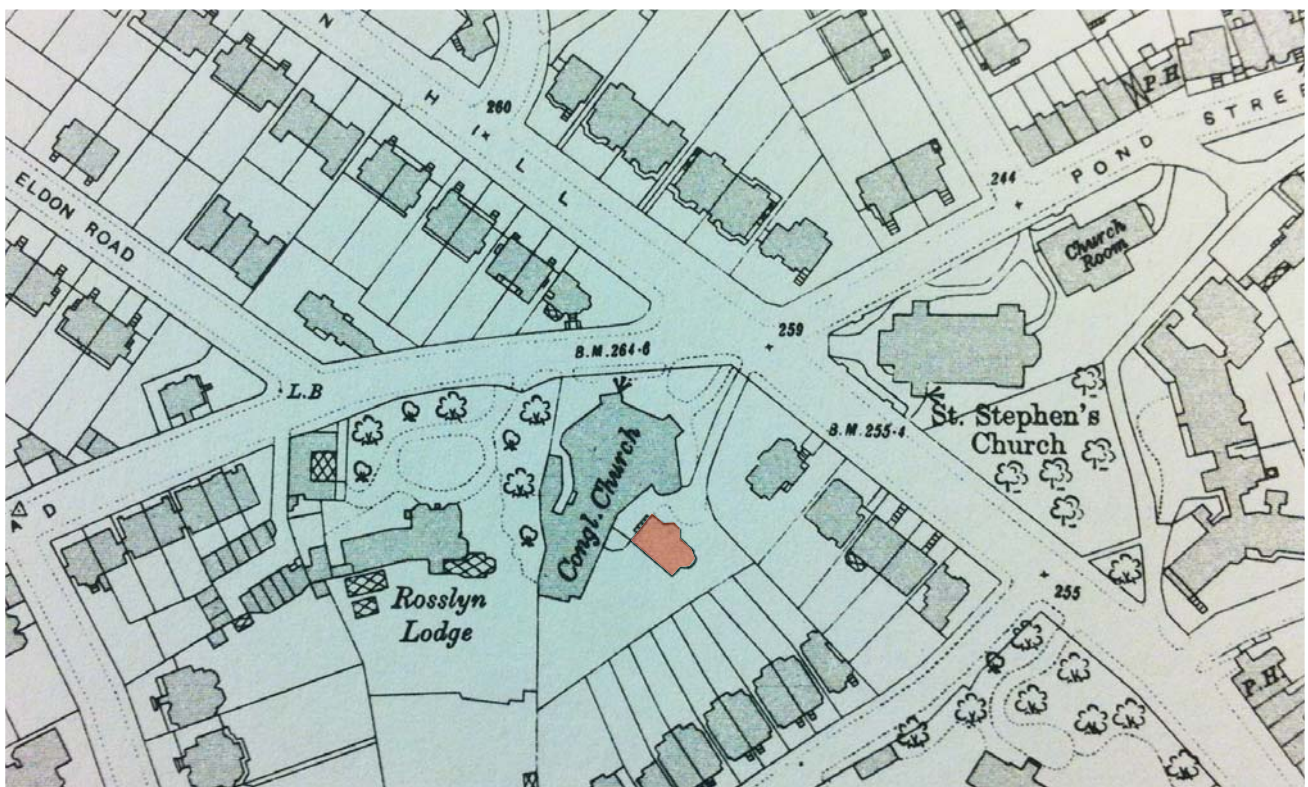 N
H
I
L
L
260
P.H
POND STREE
244
ELDON ROAD
Church
Room
259
B.M.264·6
L.B
St. Stephen's
Church
B.M.255·4
Congl. Church
A D
Rosslyn
Lodge
255
P.H.